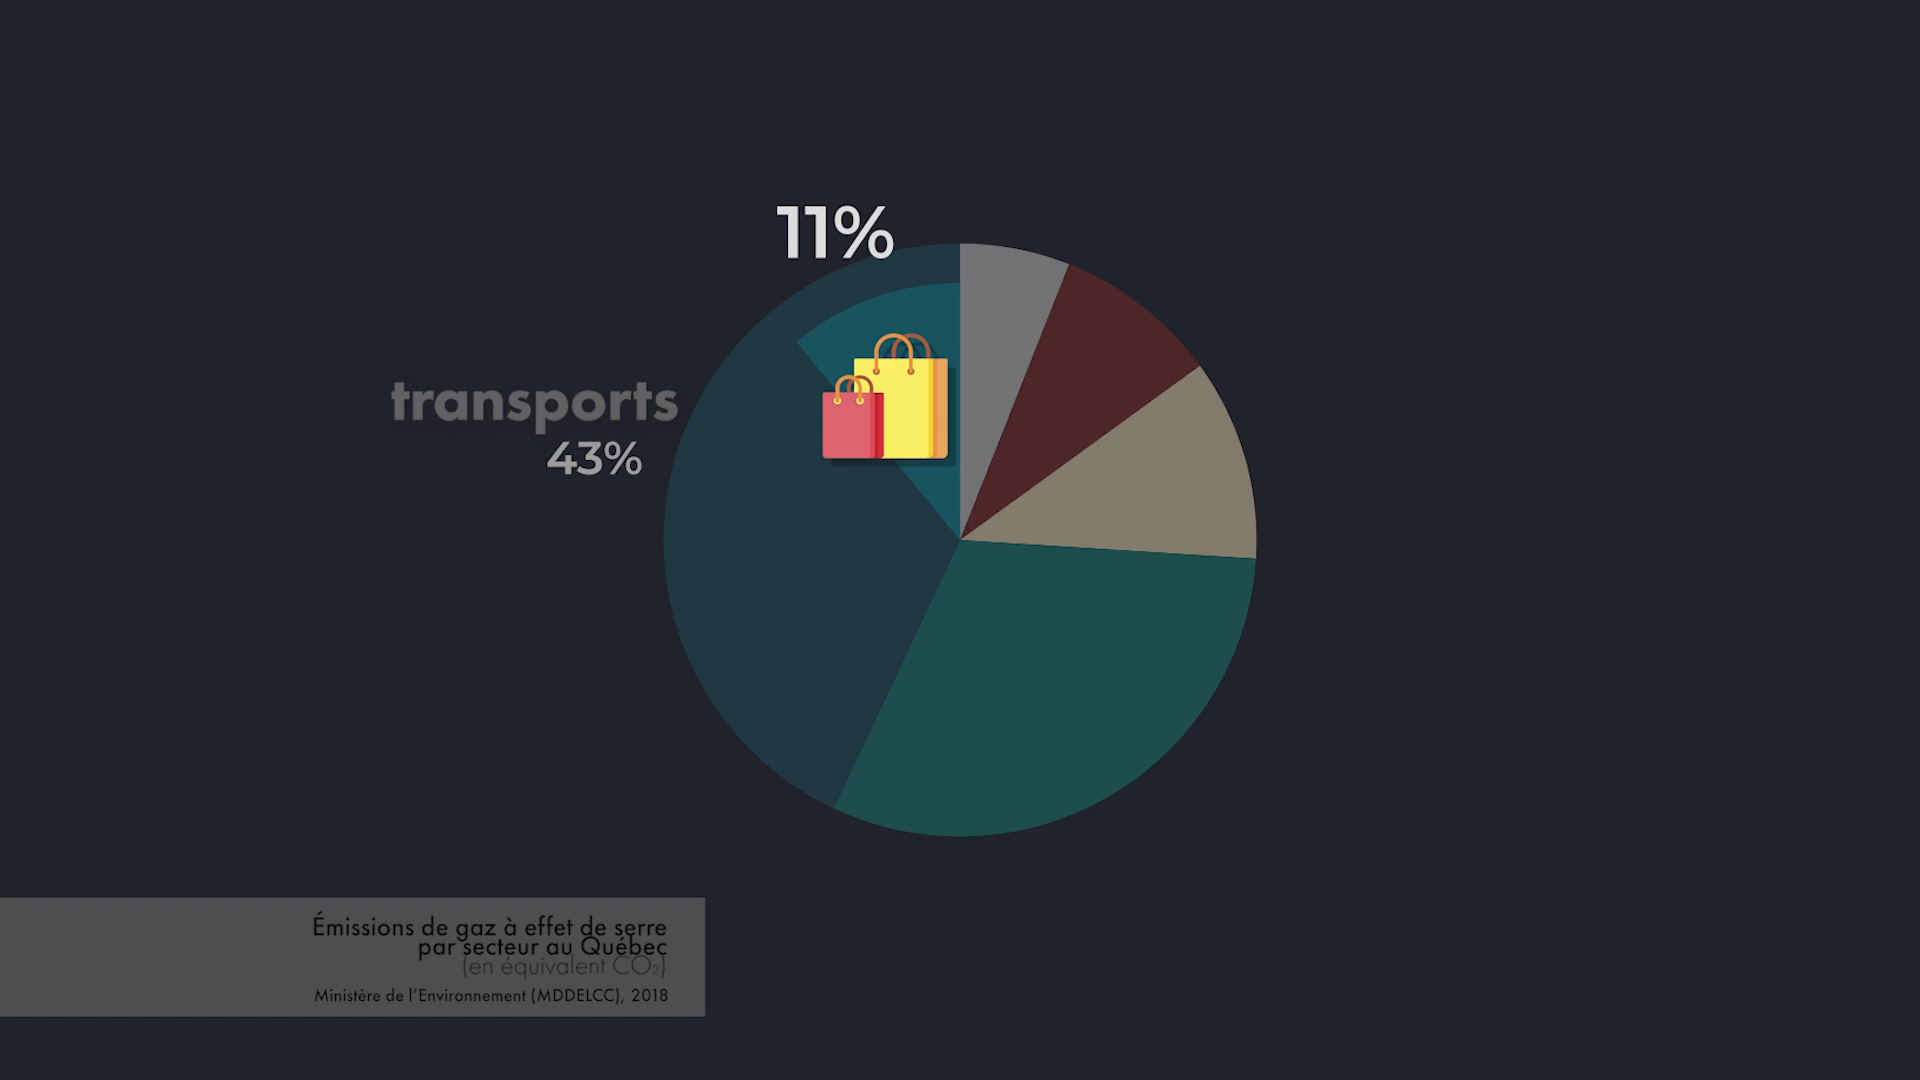 11%
transports
43%
Émissions de gaz à effet de serre
par secteur au Québec
(en équivalent CO₂)
Ministère de l'Environnement (MDDELCC), 2018